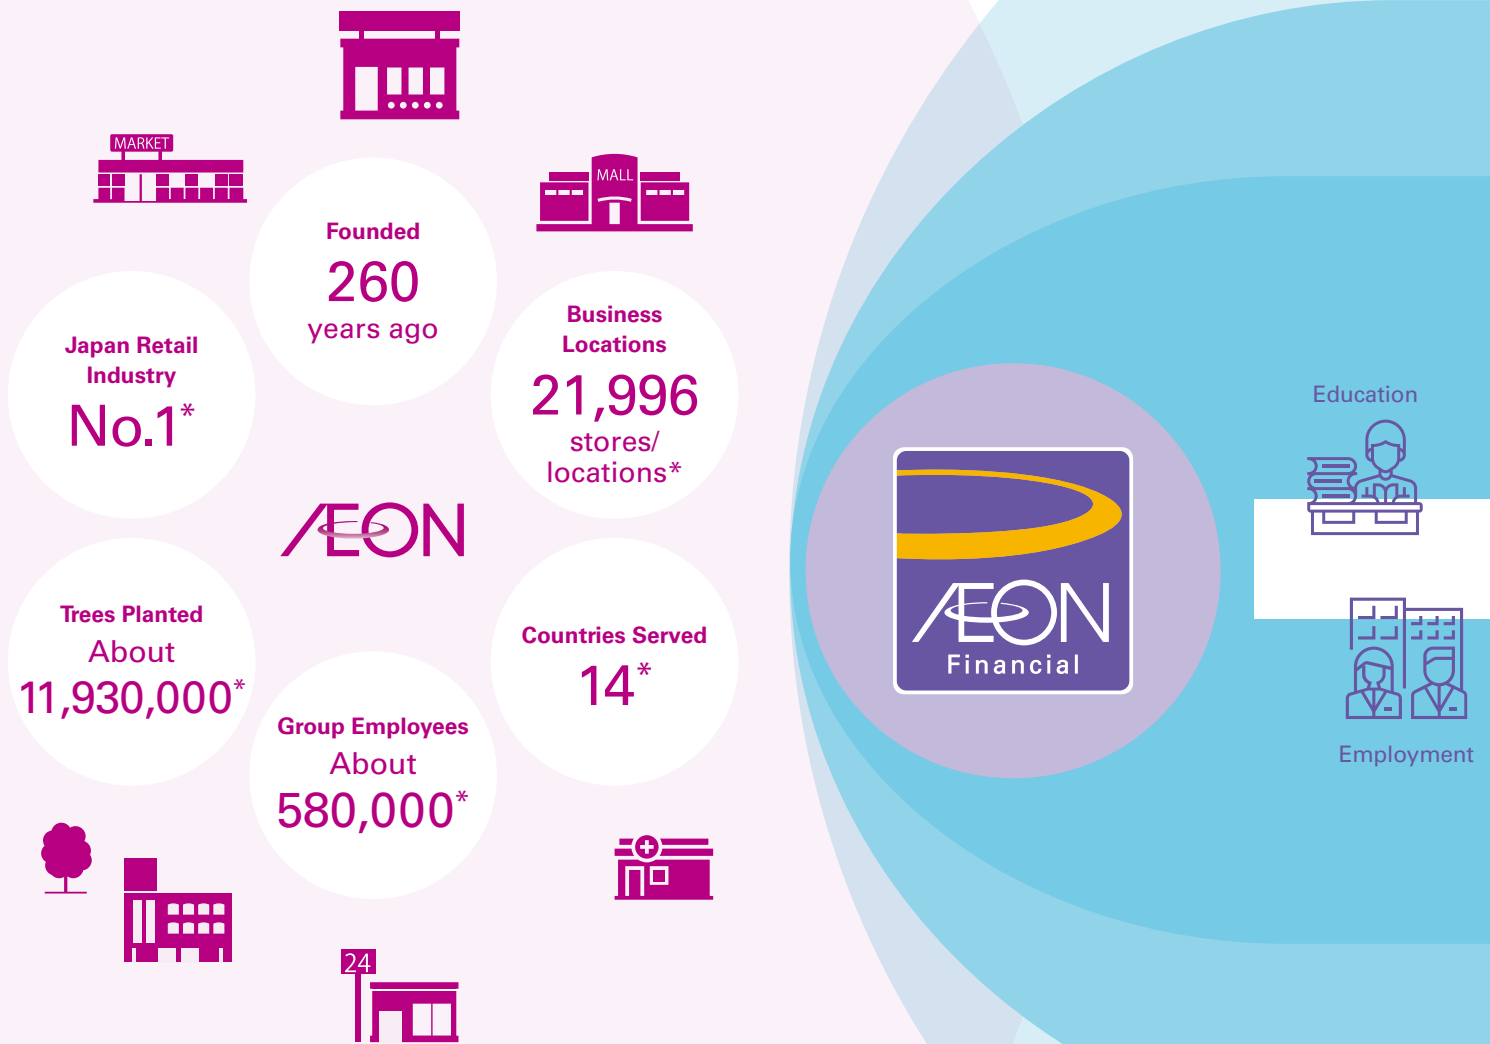 MARKET
MALL
Founded
260
years ago
Japan Retail
Industry
No.1*
Business
Locations
21,996
stores/
locations*
ÆON
Trees Planted
About
11,930,000*
Group Employees
About
580,000*
Countries Served
14*
24
ÆON
Financial
Education
Employment